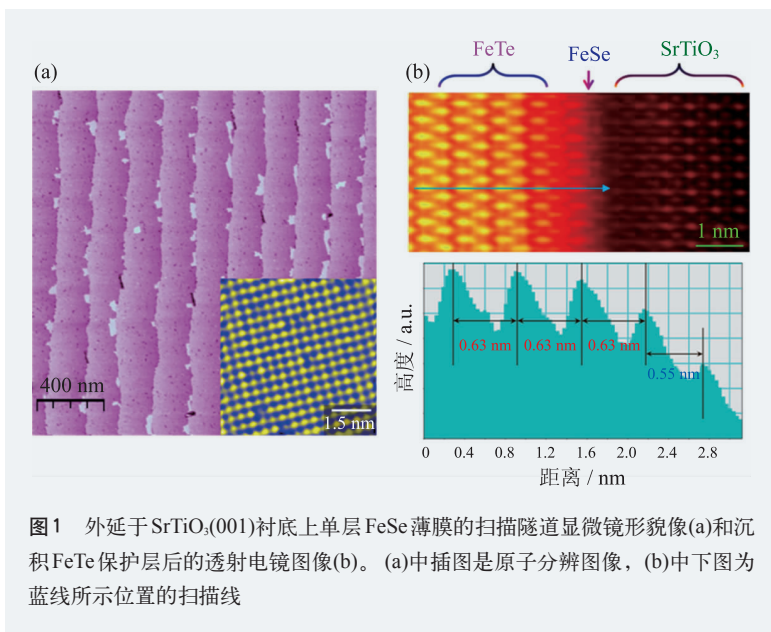 (a)
400 nm
1.5 nm
(b)
FeTe
FeSe
SrTiO₃
1 nm
高度 / a.u.
0.63 nm
0.63 nm
0.63 nm
0.55 nm
0 0.4 0.8 1.2 1.6 2.0 2.4 2.8
距离 / nm
图1 外延于SrTiO₃(001)衬底上单层FeSe薄膜的扫描隧道显微镜形貌像(a)和沉
积FeTe保护层后的透射电镜图像(b)。(a)中插图是原子分辨图像，(b)中下图为
蓝线所示位置的扫描线